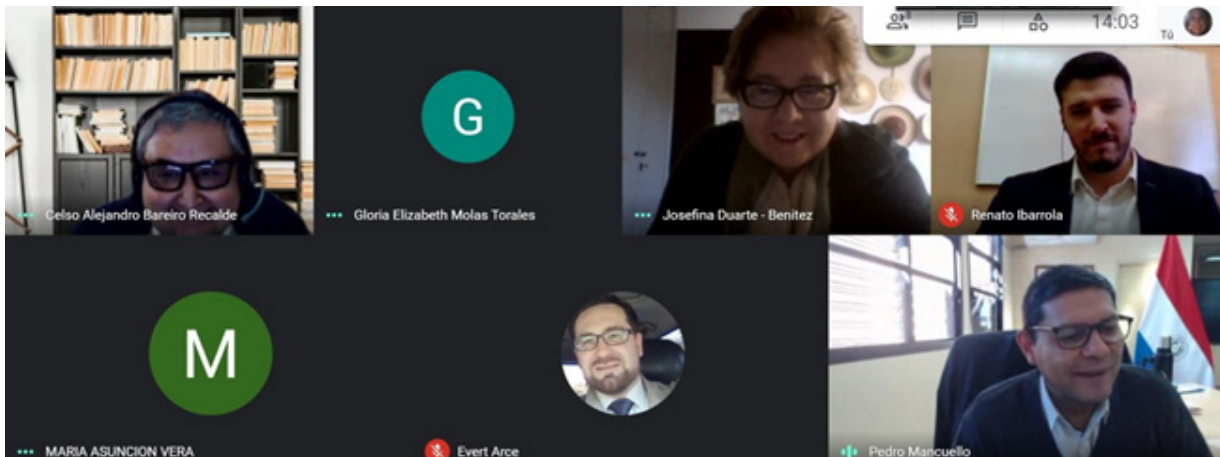 14:03
Tú
G
Celso Alejandro Bareiro Recalde
Gloria Elizabeth Molas Torales
Josefina Duarte - Benitez
Renato Ibarrola
M
MARIA ASUNCION VERA
Evert Arce
Pedro Mancuello